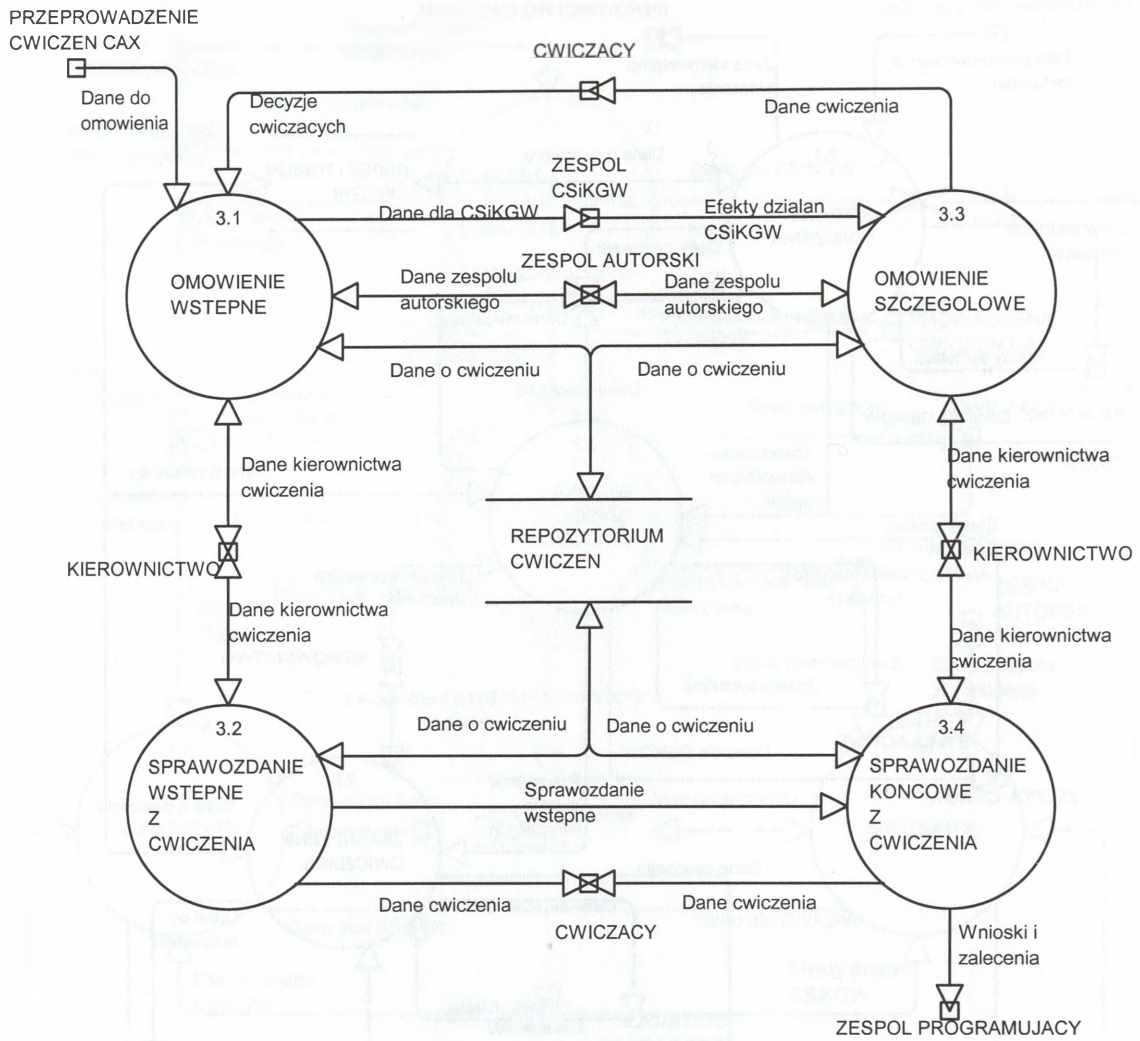 PRZEPROWADZENIE
CWICZEN CAX
Dane do
omowienia
CWICZACY
Decyzje
cwiczacych
Dane cwiczenia
ZESPOL
CSiKGW
Dane dla CSiKGW
Efekty dzialan
CSiKGW
3.1
OMOWIENIE
WSTEPNE
3.3
OMOWIENIE
SZCZEGOLOWE
ZESPOL AUTORSKI
Dane zespolu
autorskiego
Dane zespolu
autorskiego
Dane o cwiczeniu
Dane o cwiczeniu
Dane kierownictwa
cwiczenia
Dane kierownictwa
cwiczenia
REPOZYTORIUM
CWICZEN
KIEROWNICTWO
KIEROWNICTWO
Dane kierownictwa
cwiczenia
Dane kierownictwa
cwiczenia
3.2
SPRAWOZDANIE
WSTEPNE
Z
CWICZENIA
Dane o cwiczeniu
Dane o cwiczeniu
3.4
SPRAWOZDANIE
KONCOWE
Z
CWICZENIA
Sprawozdanie
wstepne
Dane cwiczenia
Dane cwiczenia
CWICZACY
Wnioski i
zalecenia
ZESPOL PROGRAMUJACY